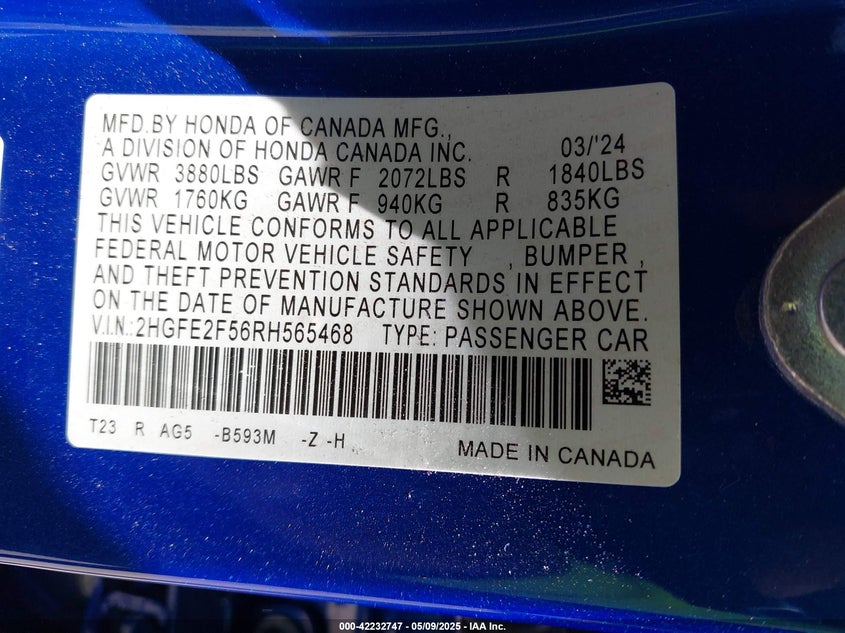 MFD.BY HONDA OF CANADA MFG.,
A DIVISION OF HONDA CANADA INC. 03/'24
GVWR 3880LBS GAWR F 2072LBS R 1840LBS
GVWR 1760KG GAWR F 940KG R 835KG
THIS VEHICLE CONFORMS TO ALL APPLICABLE
FEDERAL MOTOR VEHICLE SAFETY , BUMPER ,
AND THEFT PREVENTION STANDARDS IN EFFECT
ON THE DATE OF MANUFACTURE SHOWN ABOVE.
V.I.N.:2HGFE2F56RH565468 TYPE: PASSENGER CAR
T23 R AG5 -B593M -Z -H
MADE IN CANADA
000-42232747 - 05/09/2025 - IAA Inc.